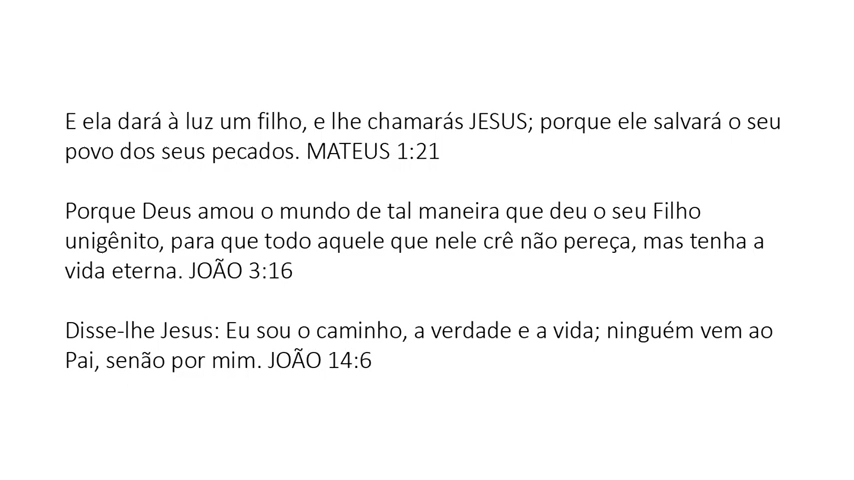 E ela dará à luz um filho, e lhe chamarás JESUS; porque ele salvará o seu
povo dos seus pecados. MATEUS 1:21
Porque Deus amou o mundo de tal maneira que deu o seu Filho
unigênito, para que todo aquele que nele crê não pereça, mas tenha a
vida eterna. JOÃO 3:16
Disse-lhe Jesus: Eu sou o caminho, a verdade e a vida; ninguém vem ao
Pai, senão por mim. JOÃO 14:6